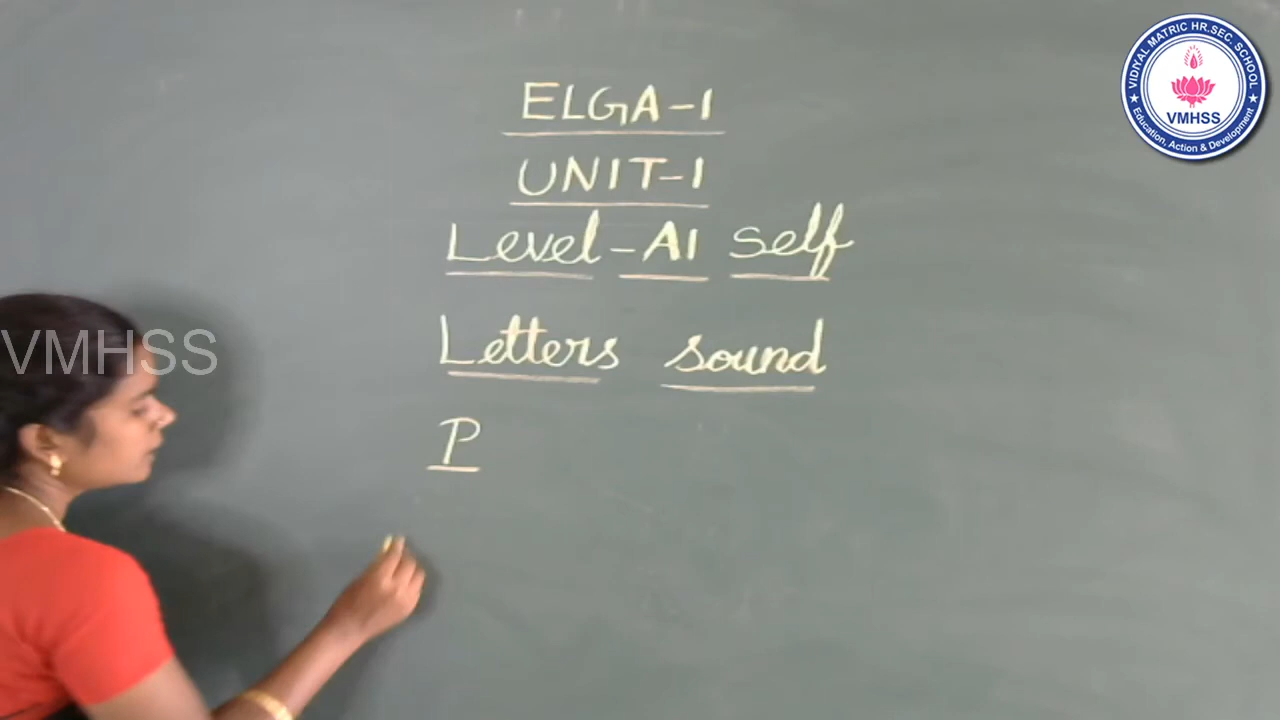 ELGA-1
UNIT-1
Level-A1 self
Letters sound
P
VMHSS
VIDIYAL MATRIC HR.SEC. SCHOOL
VMHSS
Education, Action & Development